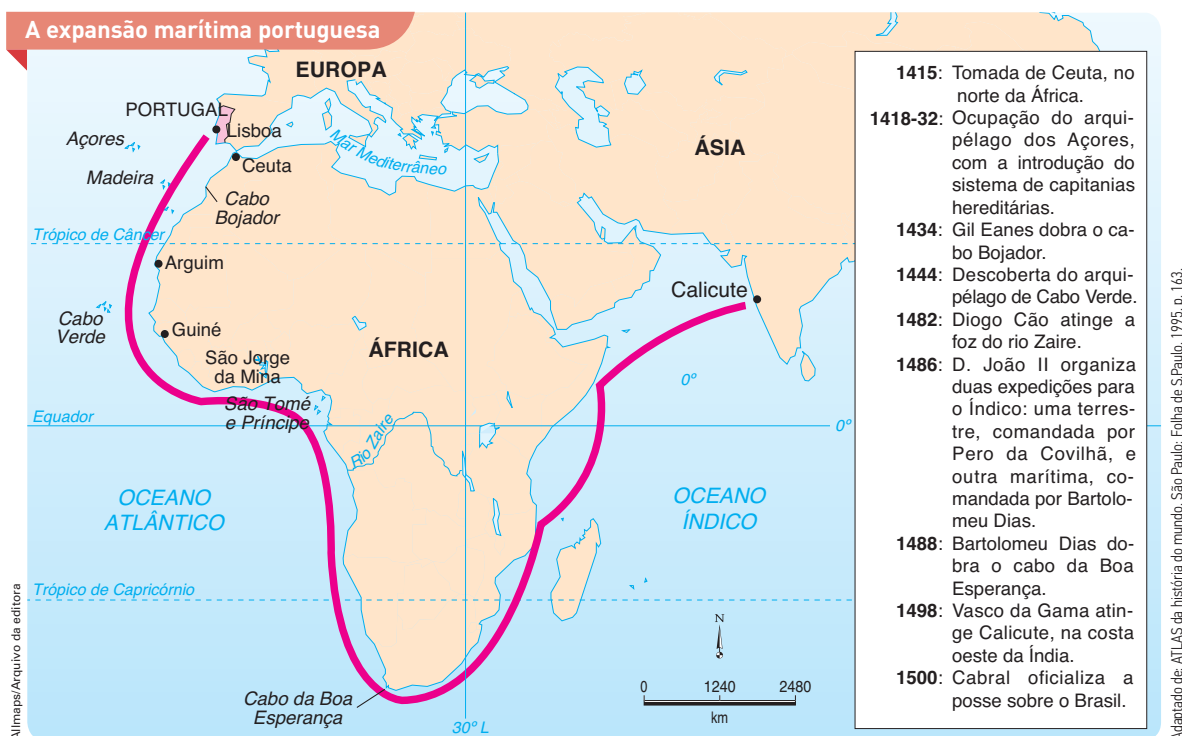 A expansão marítima portuguesa
EUROPA
PORTUGAL
Lisboa
Açores
Mar Mediterrâneo
ÁSIA
Ceuta
Madeira
Cabo
Bojador
Trópico de Câncer
Arguim
Calicute
Cabo
Verde
Guiné
ÁFRICA
São Jorge
da Mina
0º
São Tomé
e Príncipe
Equador
0º
Rio Zaire
OCEANO
ATLÂNTICO
OCEANO
ÍNDICO
Trópico de Capricórnio
N
Cabo da Boa
Esperança
0 1240 2480
km
30º L
1415: Tomada de Ceuta, no
norte da África.
1418-32: Ocupação do arqui-
pélago dos Açores,
com a introdução do
sistema de capitanias
hereditárias.
1434: Gil Eanes dobra o ca-
bo Bojador.
1444: Descoberta do arqui-
pélago de Cabo Verde.
1482: Diogo Cão atinge a
foz do rio Zaire.
1486: D. João II organiza
duas expedições para
o Índico: uma terres-
tre, comandada por
Pero da Covilhã, e
outra marítima, co-
mandada por Bartolo-
meu Dias.
1488: Bartolomeu Dias do-
bra o cabo da Boa
Esperança.
1498: Vasco da Gama atin-
ge Calicute, na costa
oeste da Índia.
1500: Cabral oficializa a
posse sobre o Brasil.
Allmaps/Arquivo da editora
Adaptado de: ATLAS da história do mundo. São Paulo: Folha de S.Paulo, 1995. p. 163.